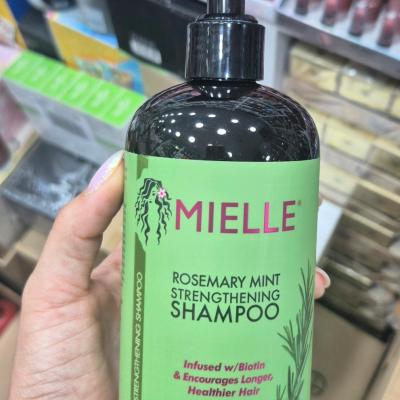 MIELLE®
ROSEMARY MINT
STRENGTHENING
SHAMPOO
Infused w/Biotin
& Encourages Longer,
Healthier Hair
STRENGTHENING SHAMPOO